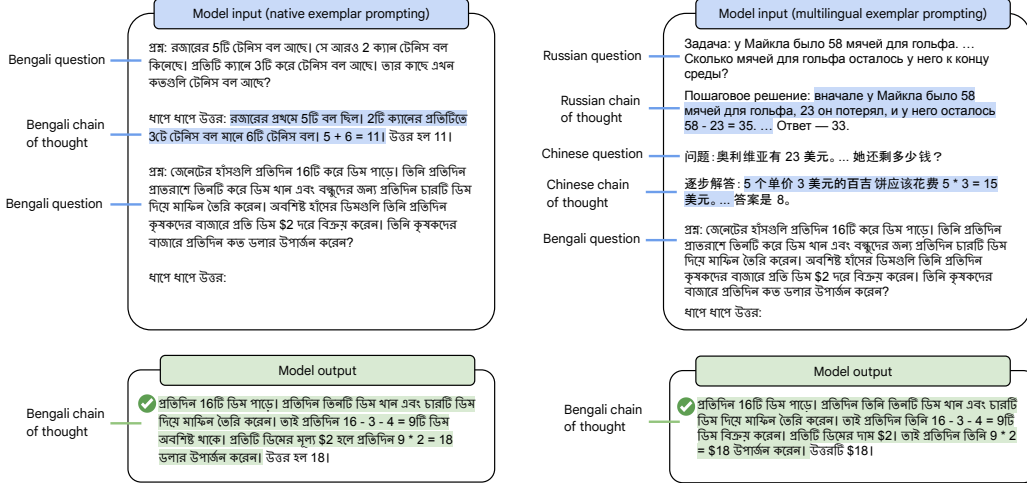 Model input (native exemplar prompting)
Bengali question
প্রশ্ন: রজারের 5টি টেনিস বল আছে। সে আরও 2 ক্যান টেনিস বল
কিনেছে। প্রতিটি ক্যানে 3টি করে টেনিস বল আছে। তার কাছে এখন
কতগুলি টেনিস বল আছে?
Bengali chain
of thought
ধাপে ধাপে উত্তর: রজারের প্রথমে 5টি বল ছিল। 2টি ক্যানের প্রতিটিতে
3টে টেনিস বল মানে 6টি টেনিস বল। 5 + 6 = 11। উত্তর হল 11।
Bengali question
প্রশ্ন: জেনেটের হাঁসগুলি প্রতিদিন 16টি করে ডিম পাড়ে। তিনি প্রতিদিন
প্রাতরাশে তিনটি করে ডিম খান এবং বন্ধুদের জন্য প্রতিদিন চারটি ডিম
দিয়ে মাফিন তৈরি করেন। অবশিষ্ট হাঁসের ডিমগুলি তিনি প্রতিদিন
কৃষকদের বাজারে প্রতি ডিম $2 দরে বিক্রয় করেন। তিনি কৃষকদের
বাজারে প্রতিদিন কত ডলার উপার্জন করেন?
ধাপে ধাপে উত্তর:
Model output
Bengali chain
of thought
প্রতিদিন 16টি ডিম পাড়ে। প্রতিদিন তিনটি ডিম খান এবং চারটি ডিম
দিয়ে মাফিন তৈরি করেন। তাই প্রতিদিন 16 - 3 - 4 = 9টি ডিম
অবশিষ্ট থাকে। প্রতিটি ডিমের মূল্য $2 হলে প্রতিদিন 9 * 2 = 18
ডলার উপার্জন করেন। উত্তর হল 18।
Model input (multilingual exemplar prompting)
Russian question
Задача: у Майкла было 58 мячей для гольфа. ...
Сколько мячей для гольфа осталось у него к концу
среды?
Russian chain
of thought
Пошаговое решение: вначале у Майкла было 58
мячей для гольфа, 23 он потерял, и у него осталось
58 - 23 = 35. ... Ответ — 33.
Chinese question
问题:奥利维亚有 23 美元。... 她还剩多少钱?
Chinese chain
of thought
逐步解答: 5 个单价 3 美元的百吉 饼应该花费 5 * 3 = 15
美元。... 答案是 8。
Bengali question
প্রশ্ন: জেনেটের হাঁসগুলি প্রতিদিন 16টি করে ডিম পাড়ে। তিনি প্রতিদিন
প্রাতরাশে তিনটি করে ডিম খান এবং বন্ধুদের জন্য প্রতিদিন চারটি ডিম
দিয়ে মাফিন তৈরি করেন। অবশিষ্ট হাঁসের ডিমগুলি তিনি প্রতিদিন
কৃষকদের বাজারে প্রতি ডিম $2 দরে বিক্রয় করেন। তিনি কৃষকদের
বাজারে প্রতিদিন কত ডলার উপার্জন করেন?
ধাপে ধাপে উত্তর:
Model output
Bengali chain
of thought
প্রতিদিন 16টি ডিম পাড়ে। প্রতিদিন তিনি তিনটি ডিম খান এবং চারটি
ডিম দিয়ে মাফিন তৈরি করেন। তাই প্রতিদিন তিনি 16 - 3 - 4 = 9টি
ডিম বিক্রয় করেন। প্রতিটি ডিমের দাম $2। তাই প্রতিদিন তিনি 9 * 2
= $18 উপার্জন করেন। উত্তরটি $18।